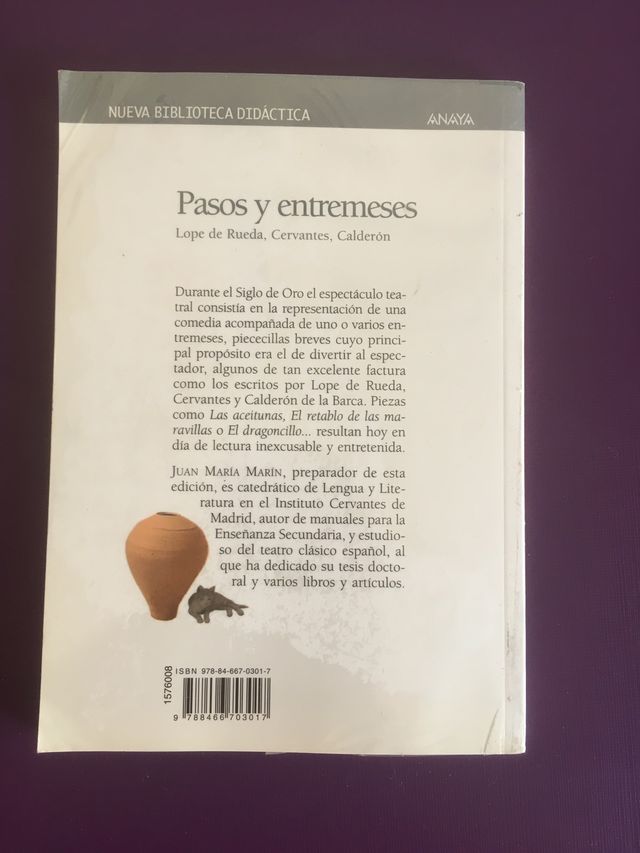 NUEVA BIBLIOTECA DIDÁCTICA
ANAYA
Pasos y entremeses
Lope de Rueda, Cervantes, Calderón
Durante el Siglo de Oro el espectáculo tea-
tral consistía en la representación de una
comedia acompañada de uno o varios en-
tremeses, piececillas breves cuyo princi-
pal propósito era el de divertir al espec-
tador, algunos de tan excelente factura
como los escritos por Lope de Rueda,
Cervantes y Calderón de la Barca. Piezas
como Las aceitunas, El retablo de las ma-
ravillas o El dragoncillo... resultan hoy en
día de lectura inexcusable y entretenida.
JUAN MARÍA MARÍN, preparador de esta
edición, es catedrático de Lengua y Lite-
ratura en el Instituto Cervantes de
Madrid, autor de manuales para la
Enseñanza Secundaria, y estudio-
so del teatro clásico español, al
que ha dedicado su tesis docto-
ral y varios libros y artículos.
1576008
ISBN 978-84-667-0301-7
9 788466 703017